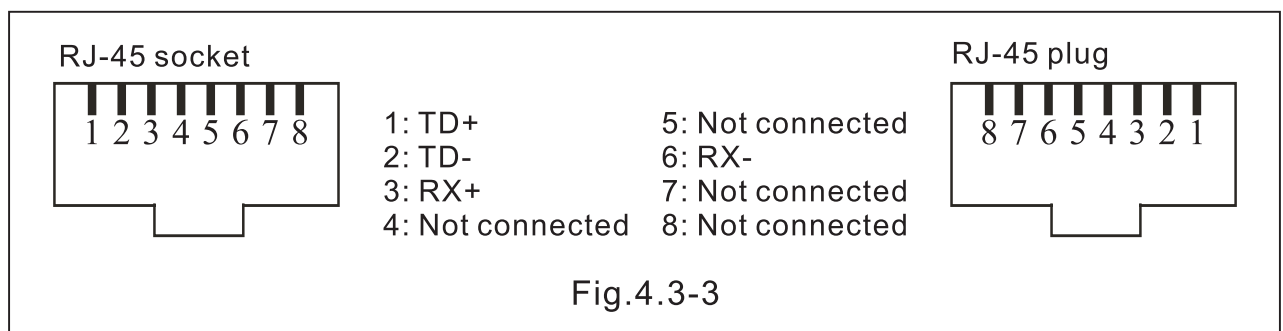 RJ-45 socket
1 2 3 4 5 6 7 8
1: TD+
2: TD-
3: RX+
4: Not connected
5: Not connected
6: RX-
7: Not connected
8: Not connected
RJ-45 plug
8 7 6 5 4 3 2 1
Fig.4.3-3